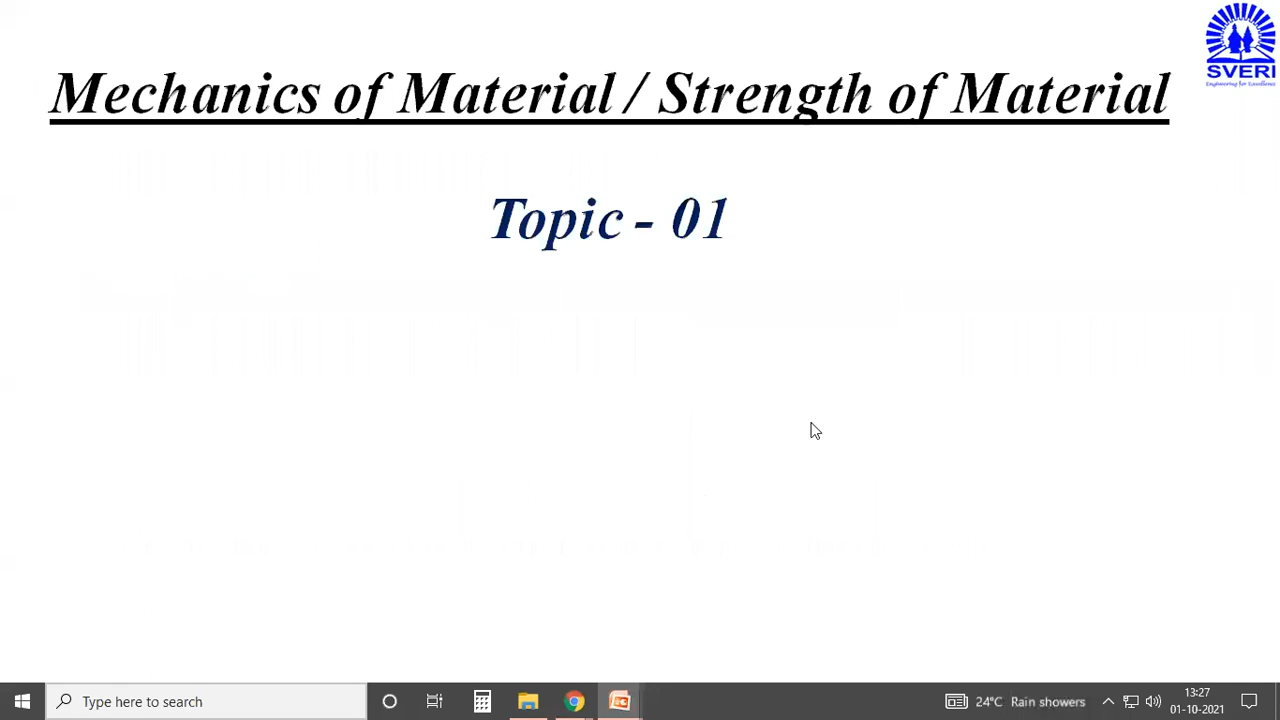 SVERI
Engineering for Excellence
Mechanics of Material / Strength of Material
Topic - 01
Type here to search
24°C Rain showers
13:27
01-10-2021